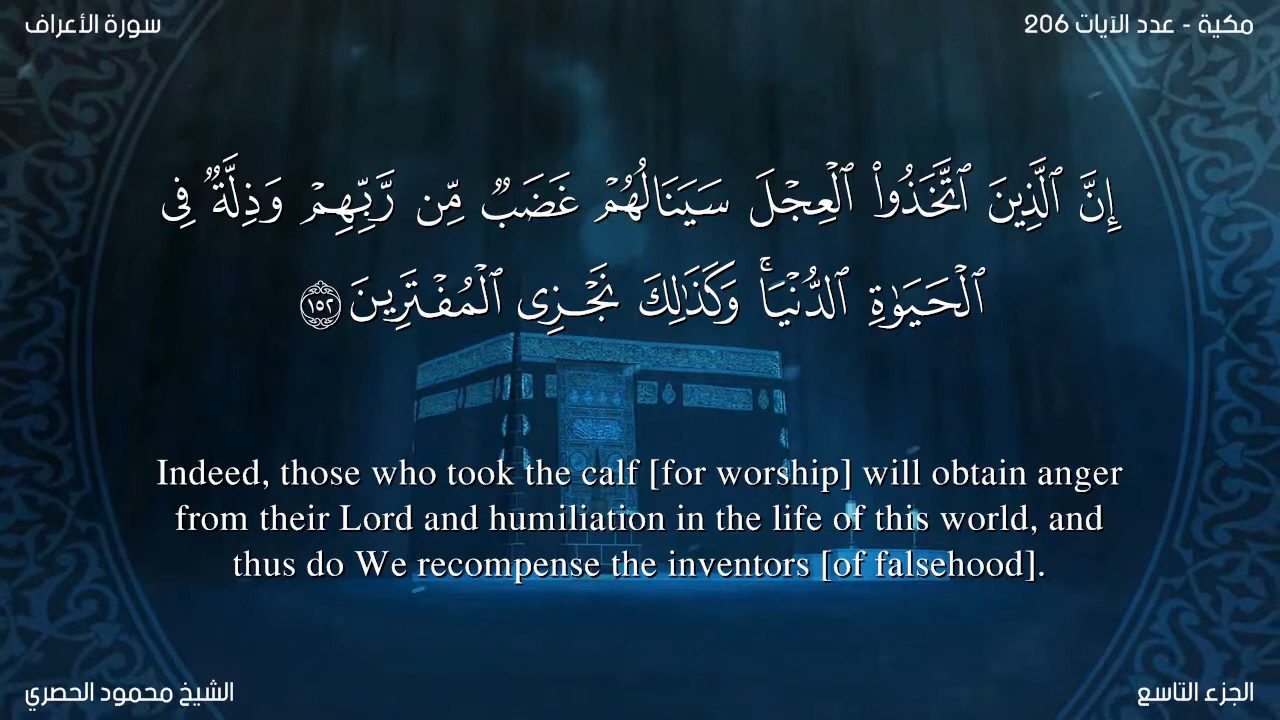 مكية - عدد الآيات 206
سورة الأعراف
إِنَّ ٱلَّذِينَ ٱتَّخَذُوا۟ ٱلْعِجْلَ سَيَنَالُهُمْ غَضَبٌ مِّن رَّبِّهِمْ وَذِلَّةٌ فِى
ٱلْحَيَوٰةِ ٱلدُّنْيَا ۚ وَكَذَٰلِكَ نَجْزِى ٱلْمُفْتَرِينَ ١٥٢
Indeed, those who took the calf [for worship] will obtain anger
from their Lord and humiliation in the life of this world, and
thus do We recompense the inventors [of falsehood].
الجزء التاسع
الشيخ محمود الحصري